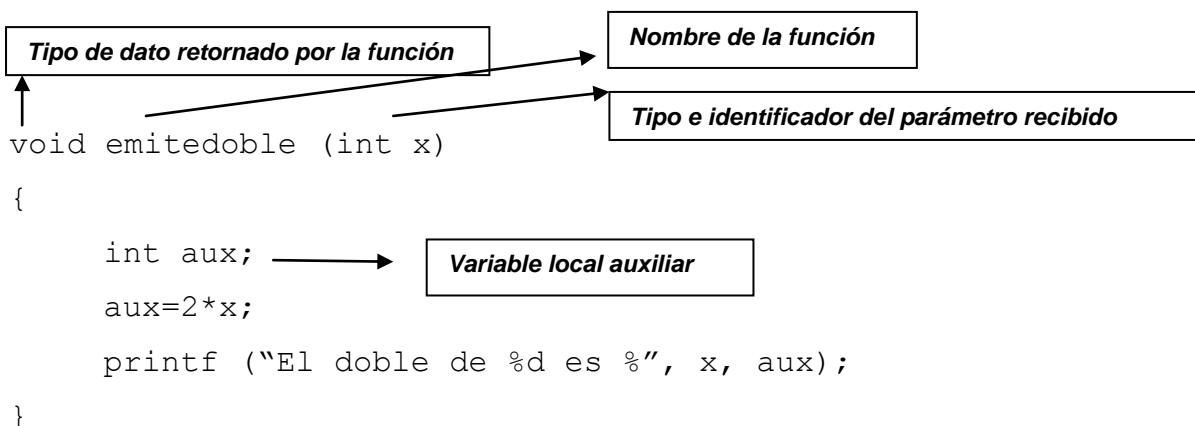 Tipo de dato retornado por la función
Nombre de la función
Tipo e identificador del parámetro recibido
void emitedoble (int x)
{
int aux;
Variable local auxiliar
aux=2*x;
printf (“El doble de %d es %”, x, aux);
}